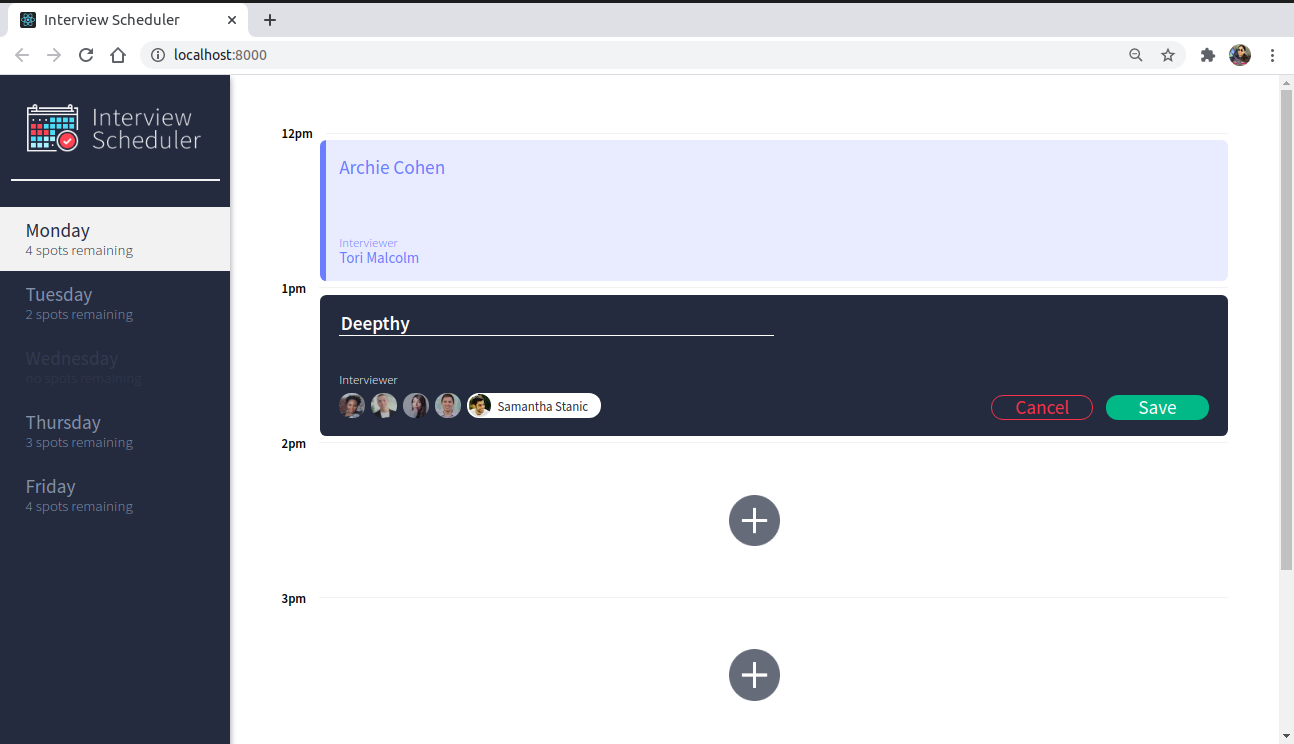 Interview Scheduler
localhost:8000
Interview
Scheduler
Monday
4 spots remaining
Tuesday
2 spots remaining
Wednesday
no spots remaining
Thursday
3 spots remaining
Friday
4 spots remaining
12pm
Archie Cohen
Interviewer
Tori Malcolm
1pm
Deepthy
Interviewer
Samantha Stanic
Cancel
Save
2pm
3pm